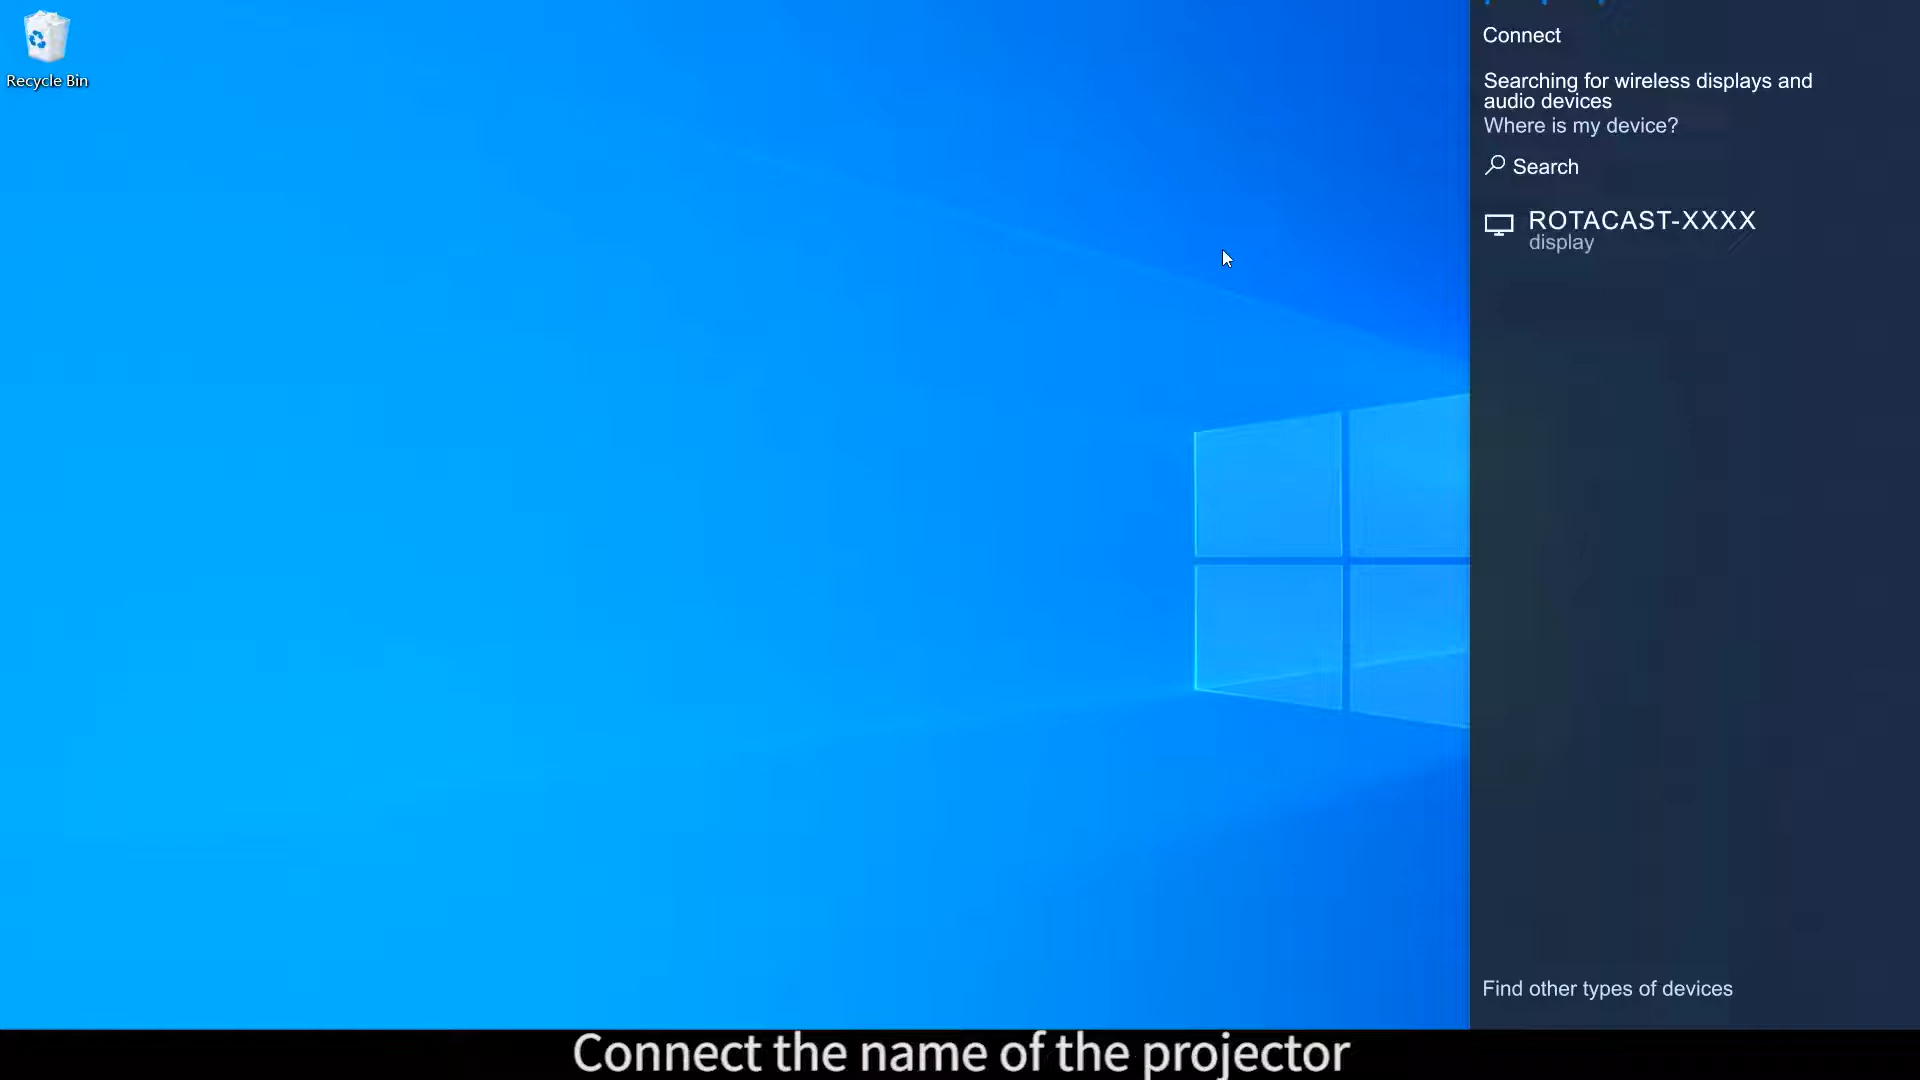 Recycle Bin
Connect
Searching for wireless displays and
audio devices
Where is my device?
Search
ROTACAST-XXXX
display
Find other types of devices
Connect the name of the projector